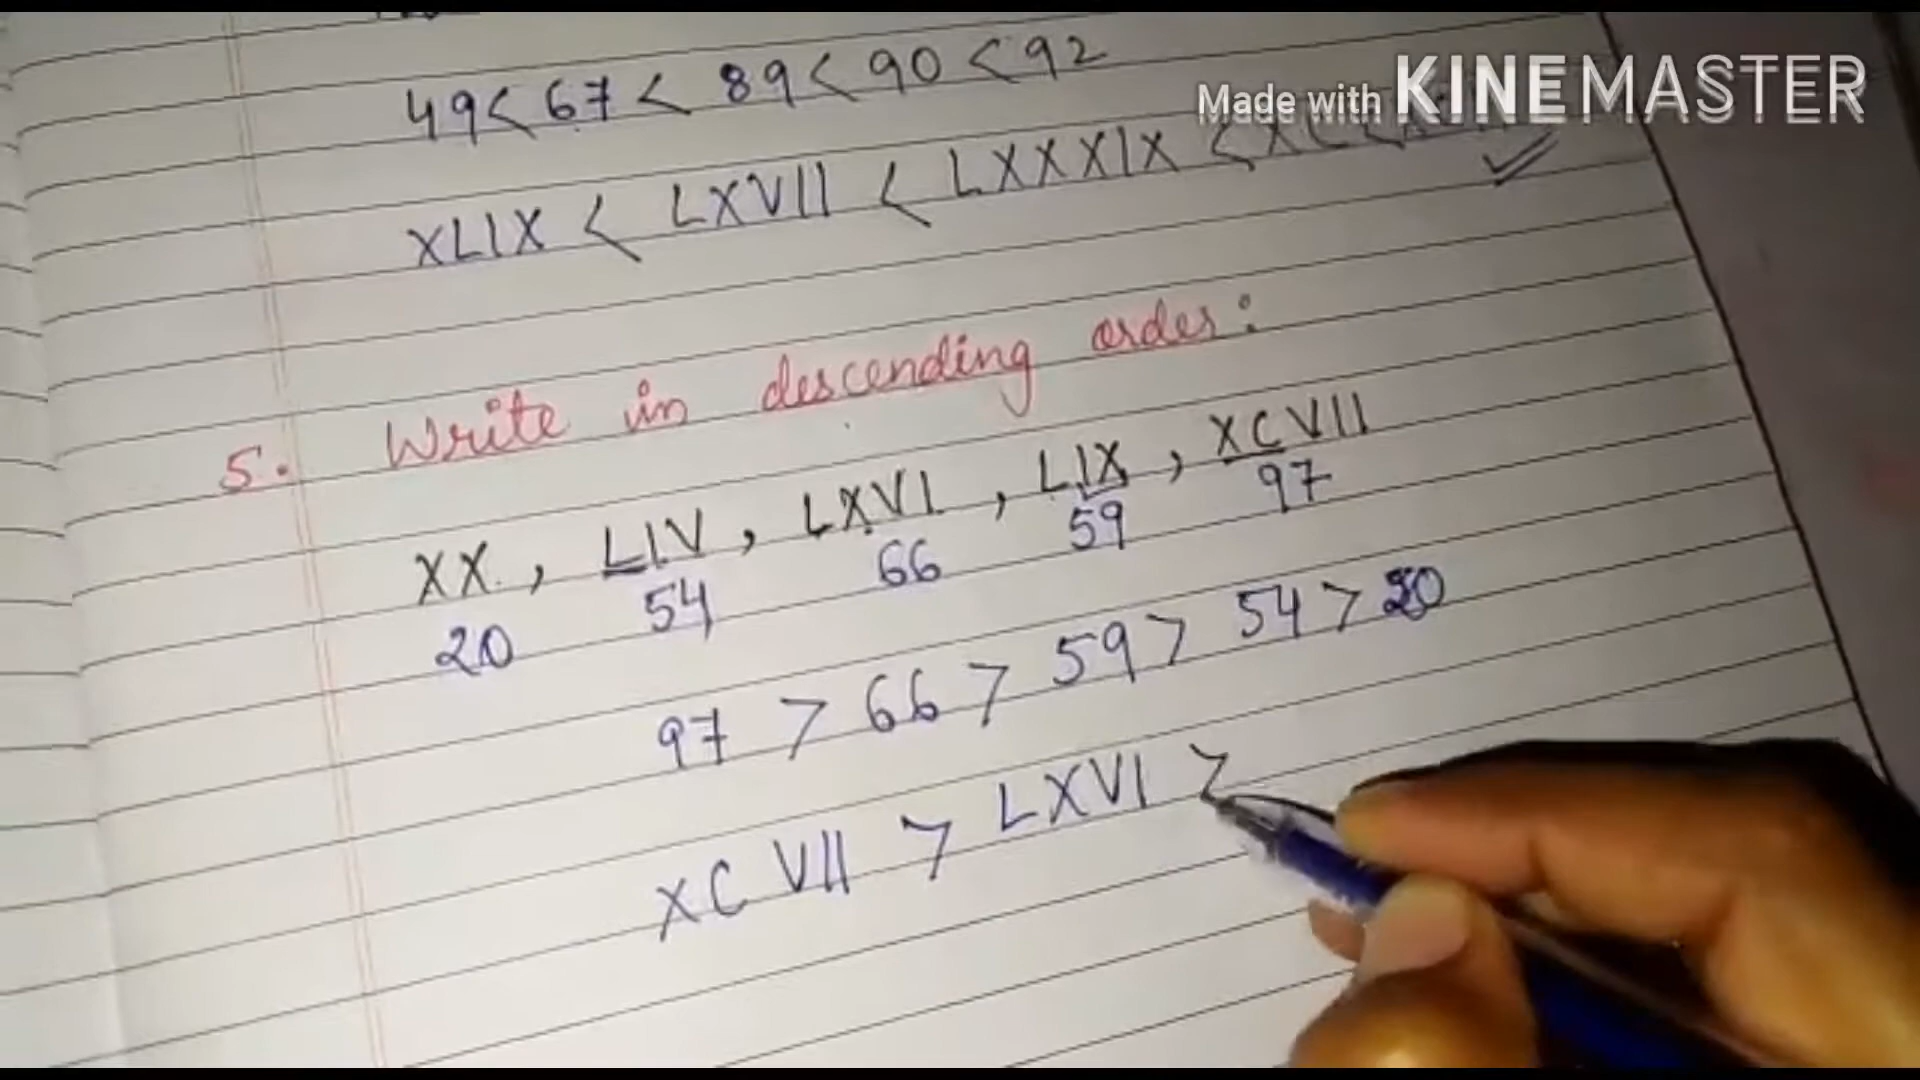 49 < 67 < 89 < 90 < 92
Made with KINEMASTER
XLIX < LXVII < LXXXIX < XC <
5. Write in descending order:
XX, LIV, LXVI, LIX, XCVII
20 54 66 59 97
97 > 66 > 59 > 54 > 20
XCVII > LXVI >